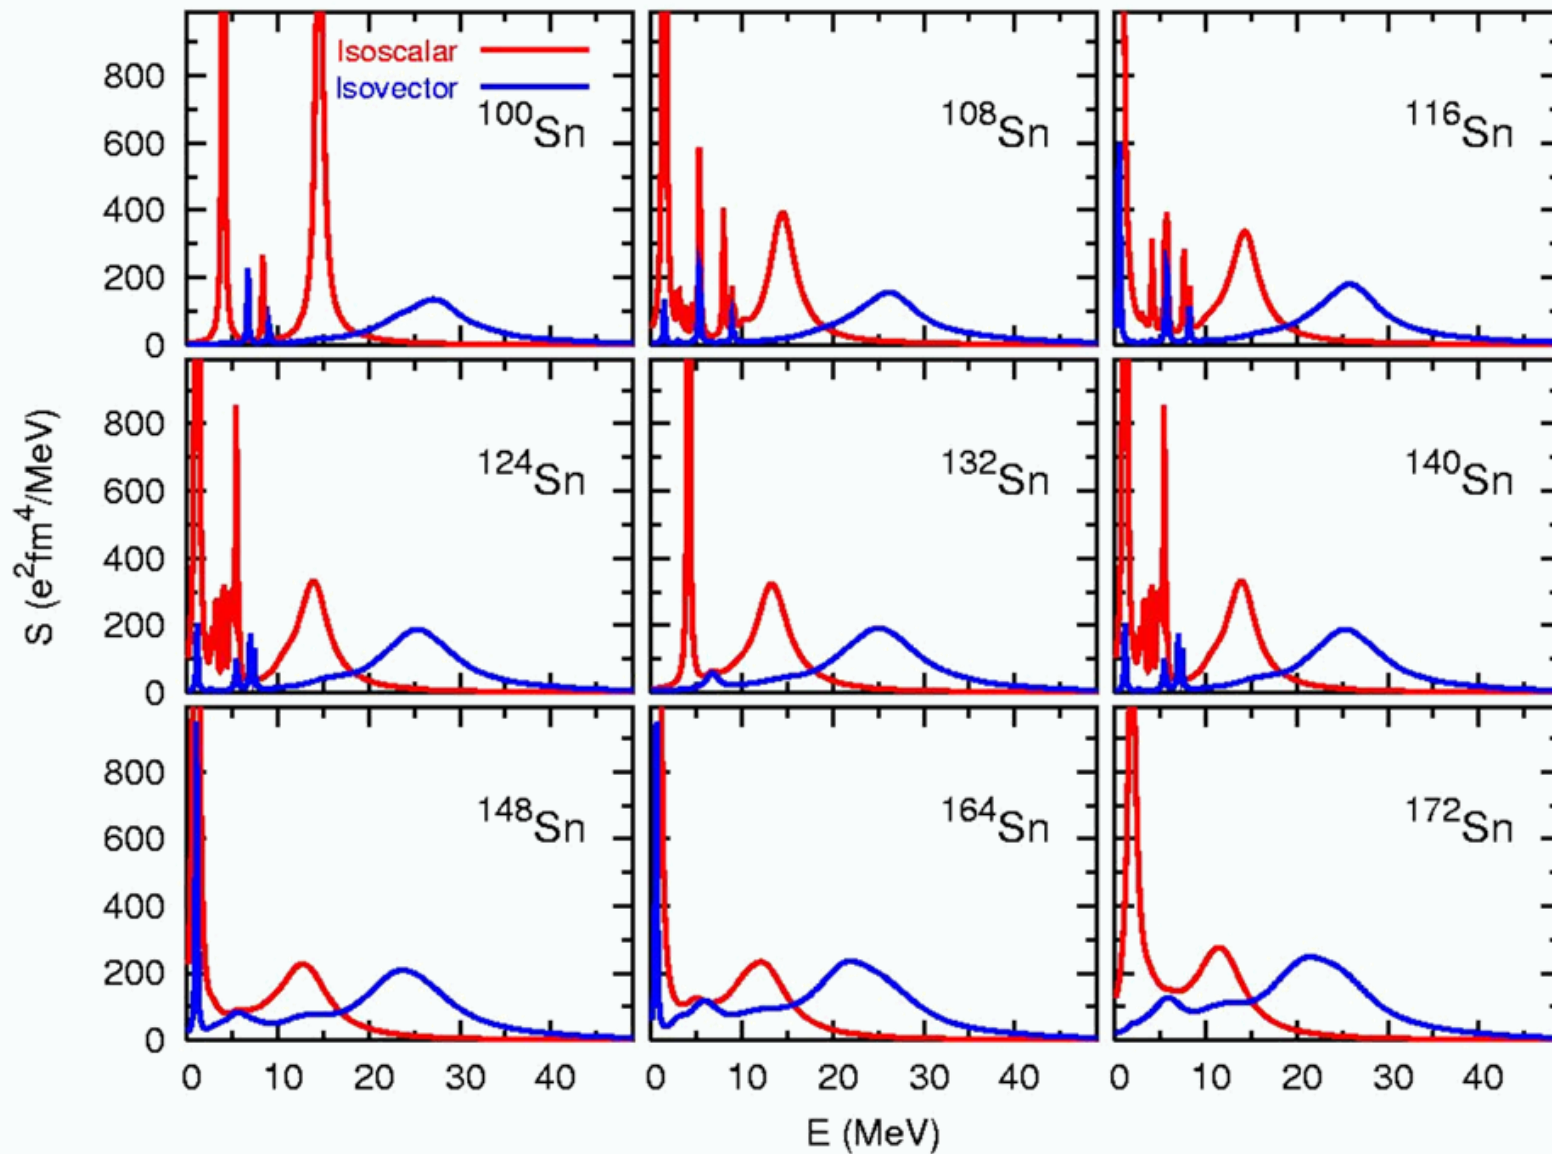 Isoscalar
Isovector
¹⁰⁰Sn
¹⁰⁸Sn
¹¹⁶Sn
800
600
400
200
0
¹²⁴Sn
¹³²Sn
¹⁴⁰Sn
800
600
400
200
0
S (e²fm⁴/MeV)
¹⁴⁸Sn
¹⁶⁴Sn
¹⁷²Sn
800
600
400
200
0
0 10 20 30 40 0 10 20 30 40 0 10 20 30 40
E (MeV)